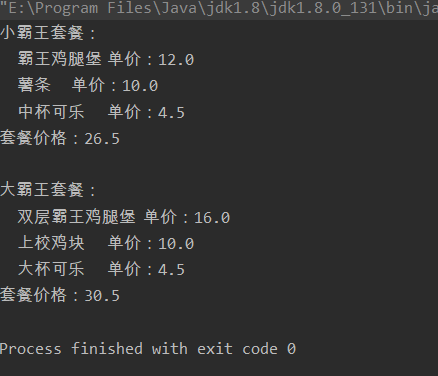 "E:\Program Files\Java\jdk1.8\jdk1.8.0_131\bin\ja
小霸王套餐：
霸王鸡腿堡 单价：12.0
薯条 单价：10.0
中杯可乐 单价：4.5
套餐价格：26.5
大霸王套餐：
双层霸王鸡腿堡 单价：16.0
上校鸡块 单价：10.0
大杯可乐 单价：4.5
套餐价格：30.5
Process finished with exit code 0